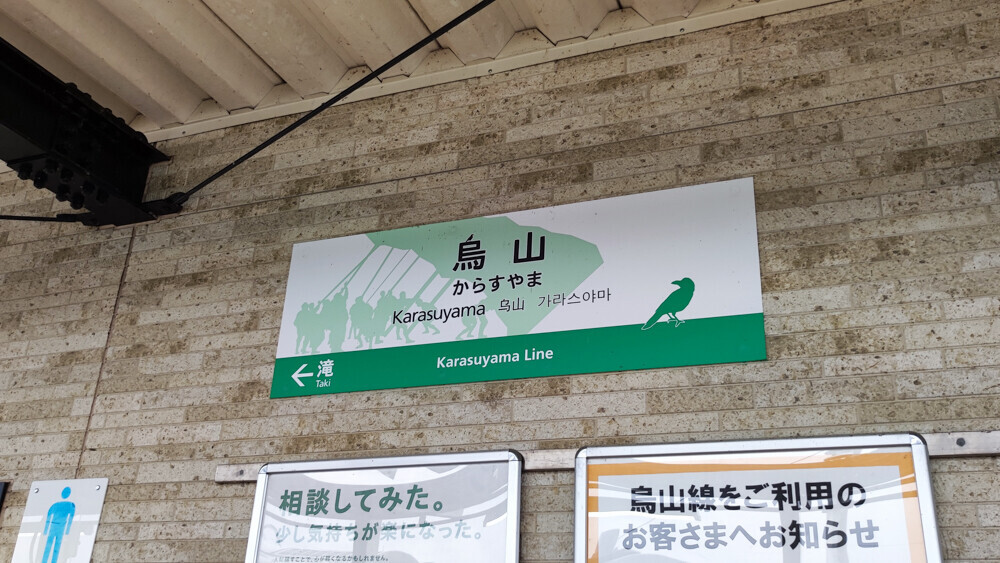 烏山
からすやま
Karasuyama 乌山 가라스야마
滝
Taki
Karasuyama Line
相談してみた。
少し気持ちが楽になった。
烏山線をご利用の
お客さまへお知らせ